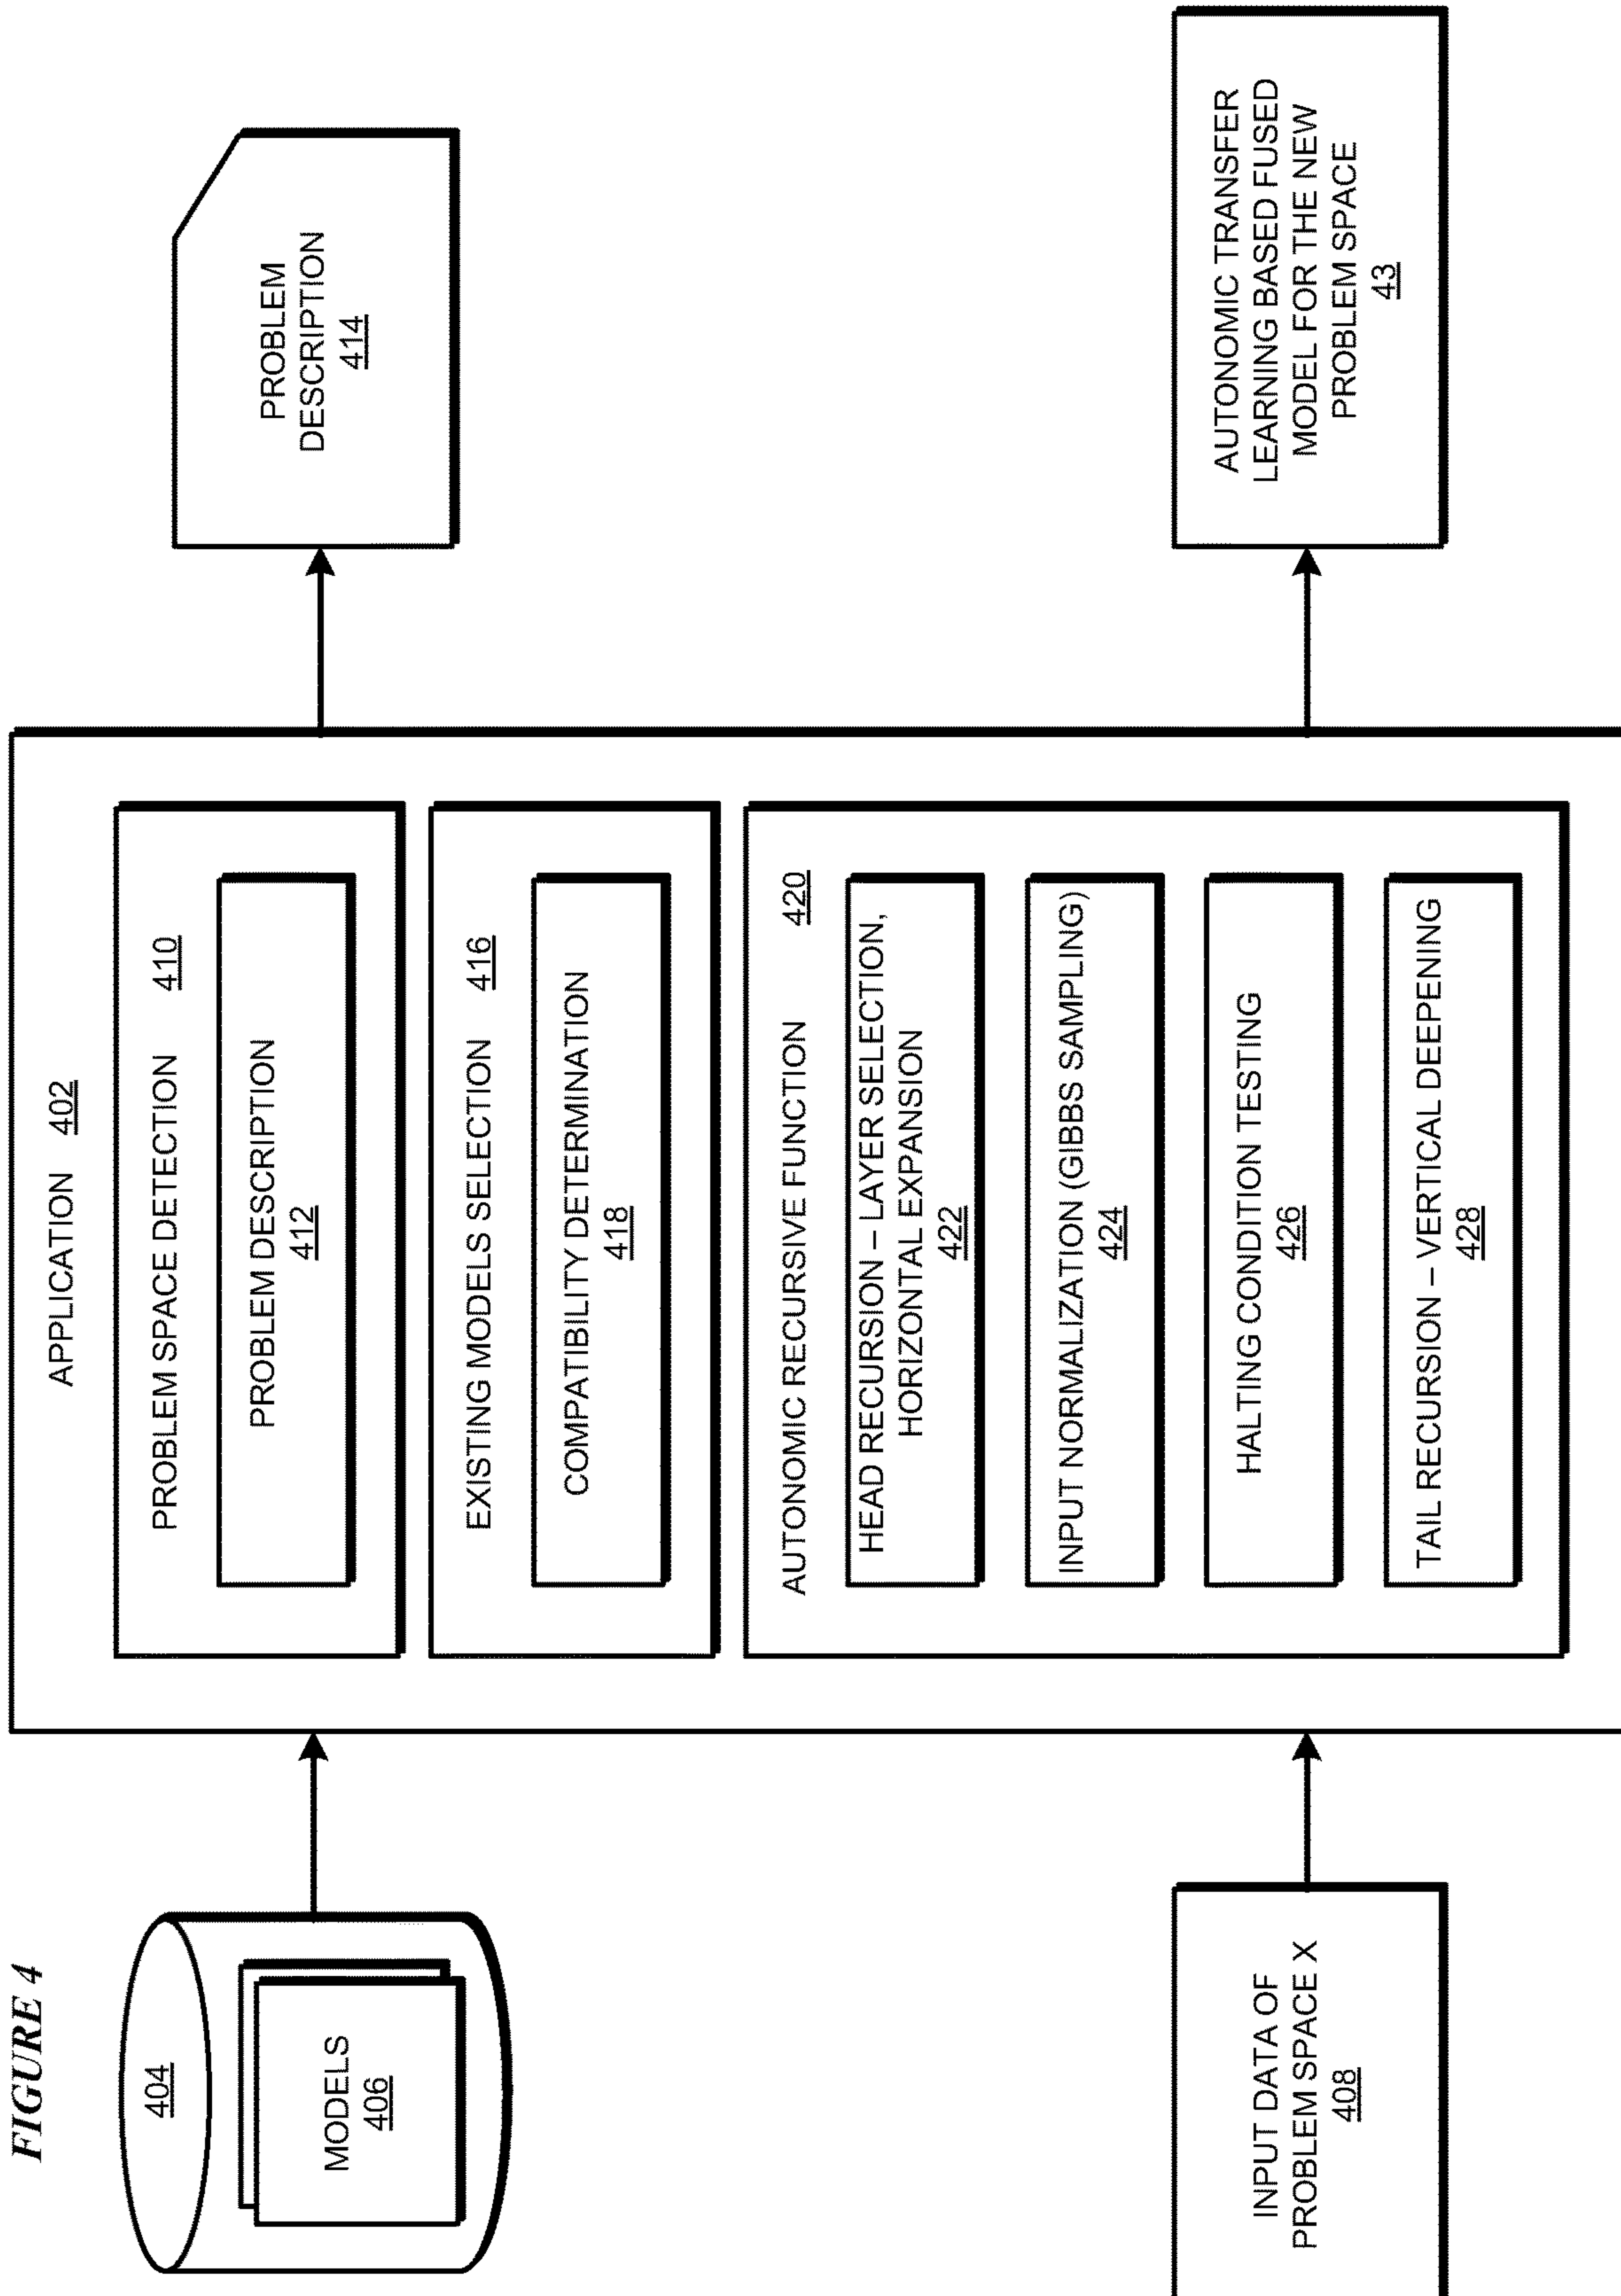 FIGURE 4
404
MODELS
406
INPUT DATA OF
PROBLEM SPACE X
408
APPLICATION 402
PROBLEM SPACE DETECTION 410
PROBLEM DESCRIPTION
412
EXISTING MODELS SELECTION 416
COMPATIBILITY DETERMINATION
418
AUTONOMIC RECURSIVE FUNCTION 420
HEAD RECURSION – LAYER SELECTION,
HORIZONTAL EXPANSION
422
INPUT NORMALIZATION (GIBBS SAMPLING)
424
HALTING CONDITION TESTING
426
TAIL RECURSION – VERTICAL DEEPENING
428
PROBLEM
DESCRIPTION
414
AUTONOMIC TRANSFER
LEARNING BASED FUSED
MODEL FOR THE NEW
PROBLEM SPACE
43